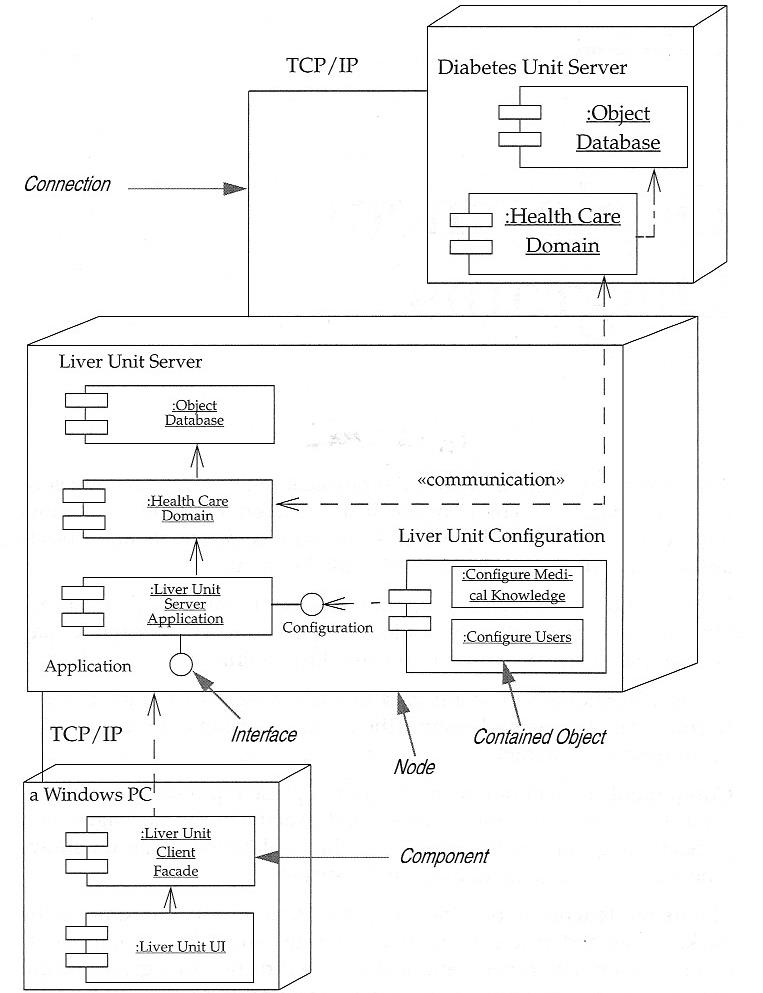 TCP/IP
Diabetes Unit Server
:Object
Database
Connection
:Health Care
Domain
Liver Unit Server
:Object
Database
«communication»
:Health Care
Domain
Liver Unit Configuration
:Configure Medi-
cal Knowledge
:Liver Unit
Server
Application
Configuration
:Configure Users
Application
TCP/IP
Interface
Contained Object
Node
a Windows PC
:Liver Unit
Client
Facade
Component
:Liver Unit UI